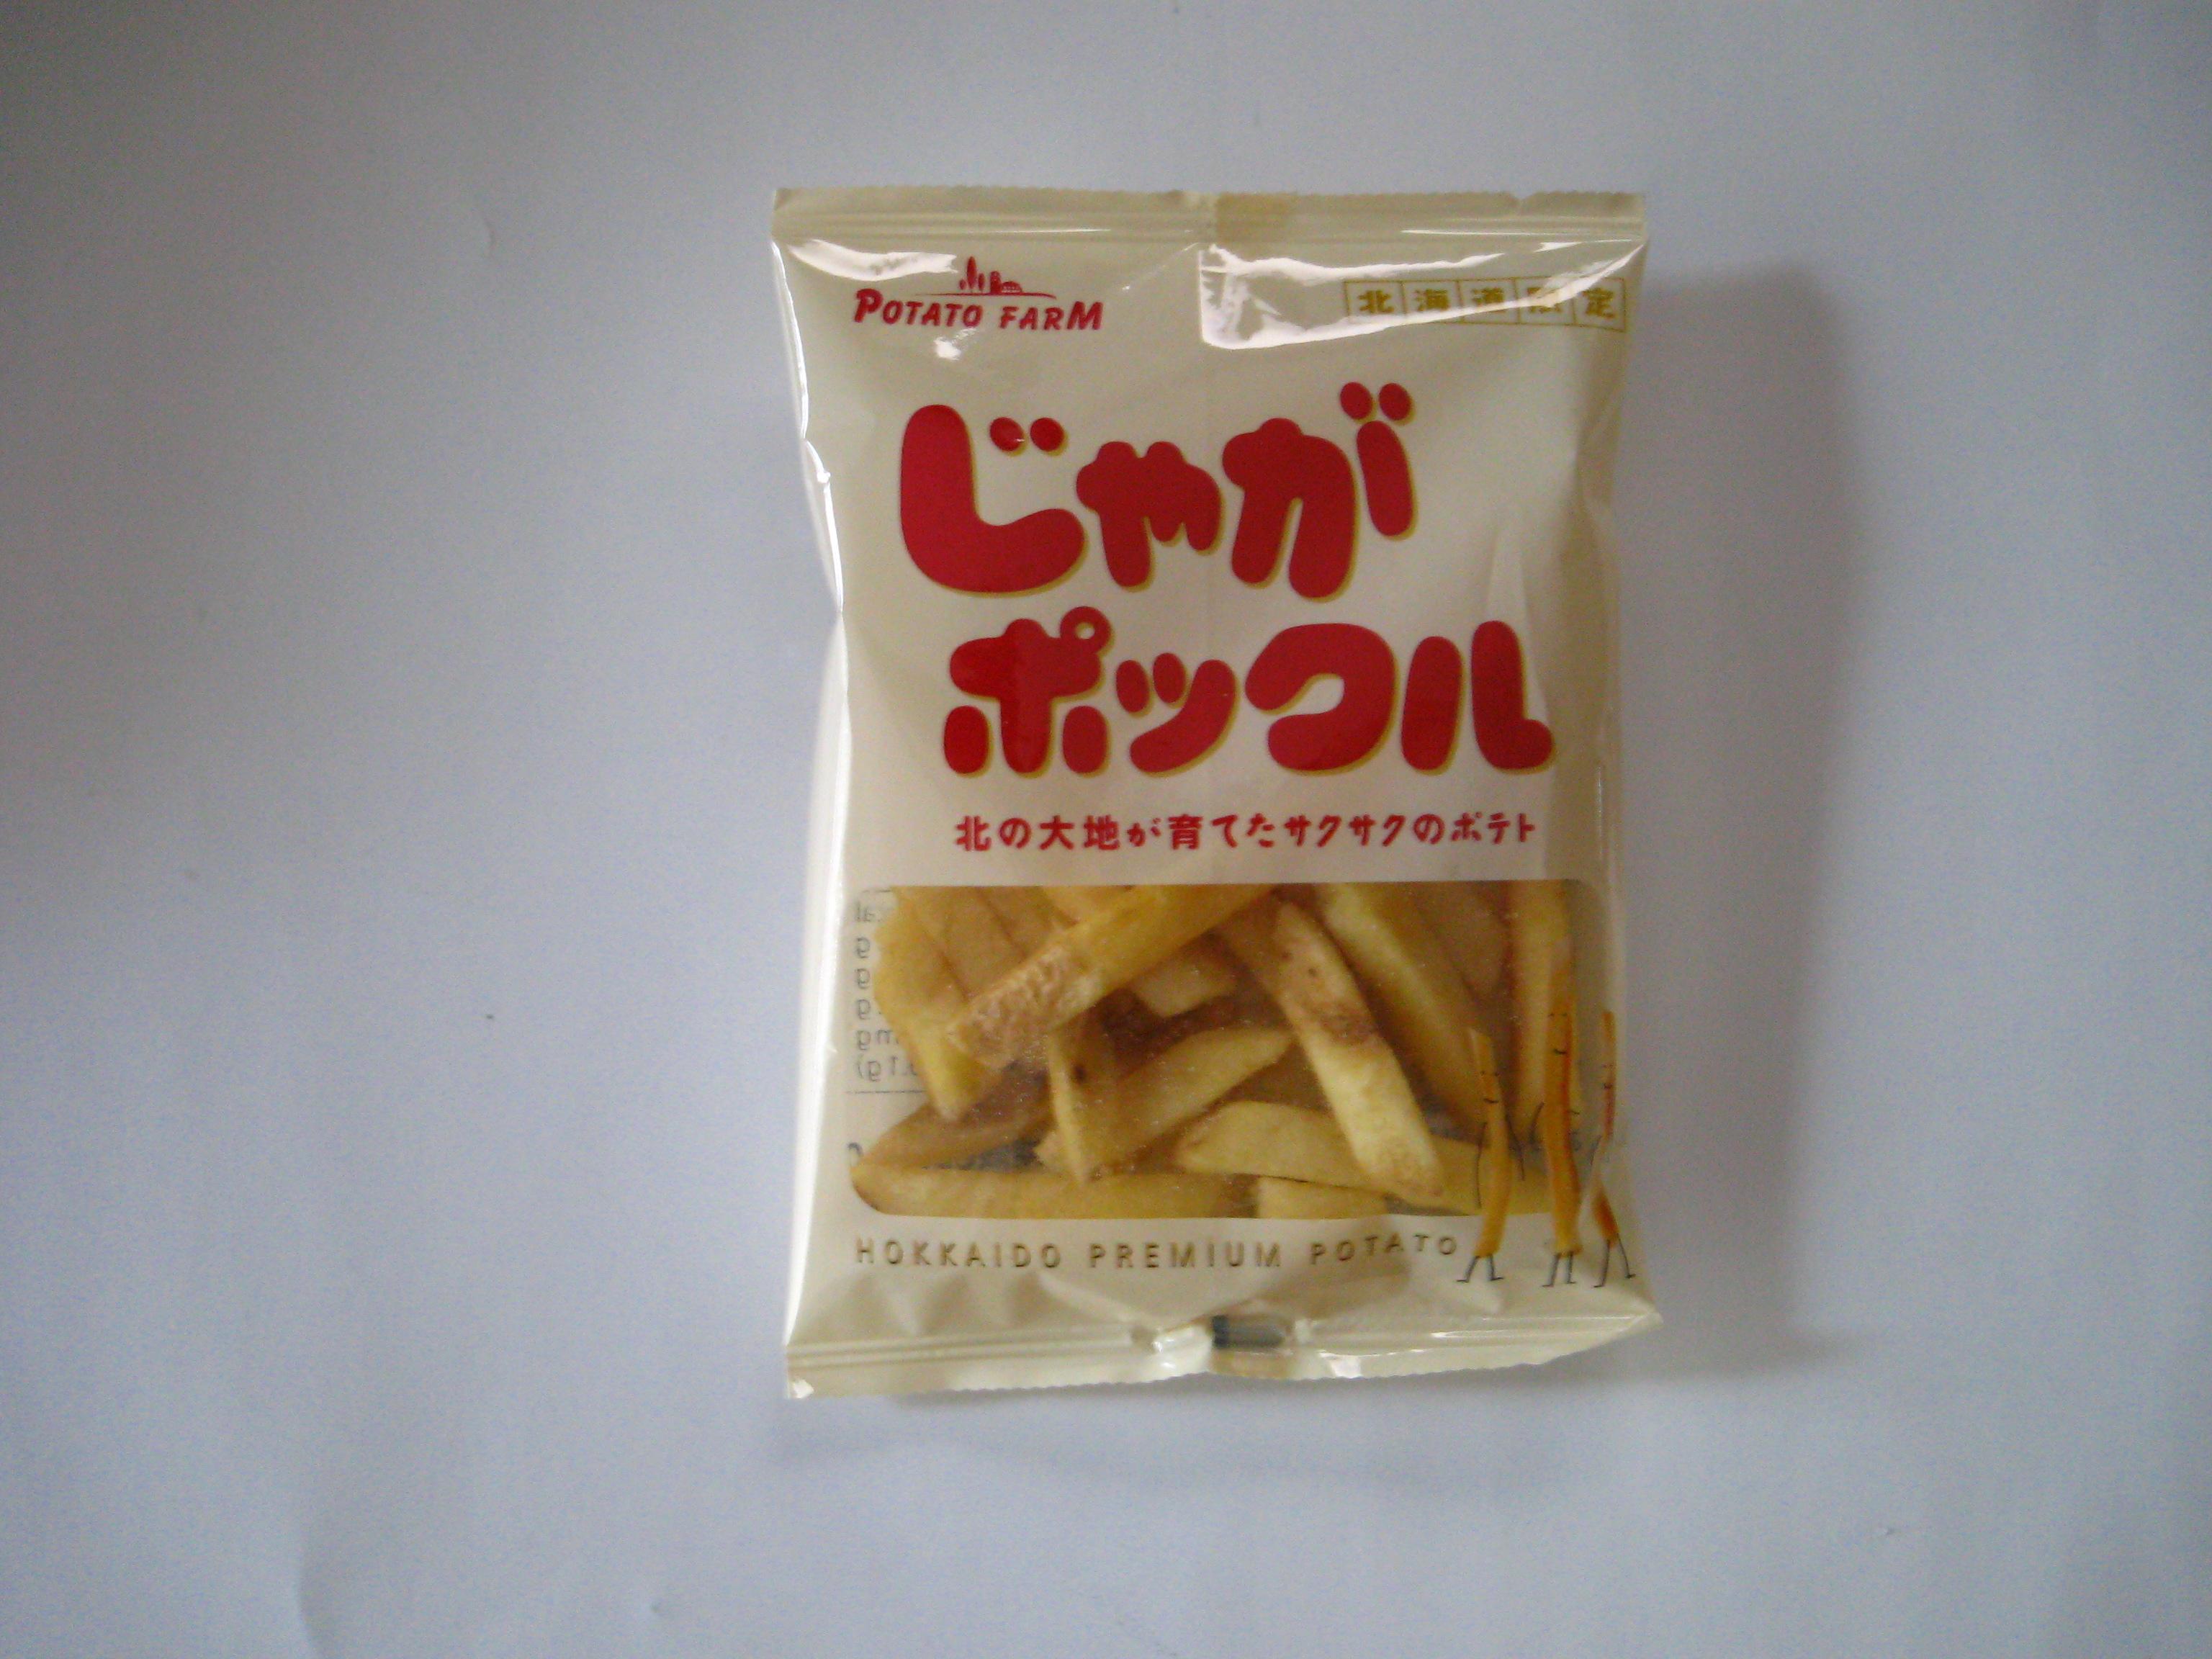 POTATO FARM
北海道限定
じゃが
ポックル
北の大地が育てたサクサクのポテト
HOKKAIDO PREMIUM POTATO